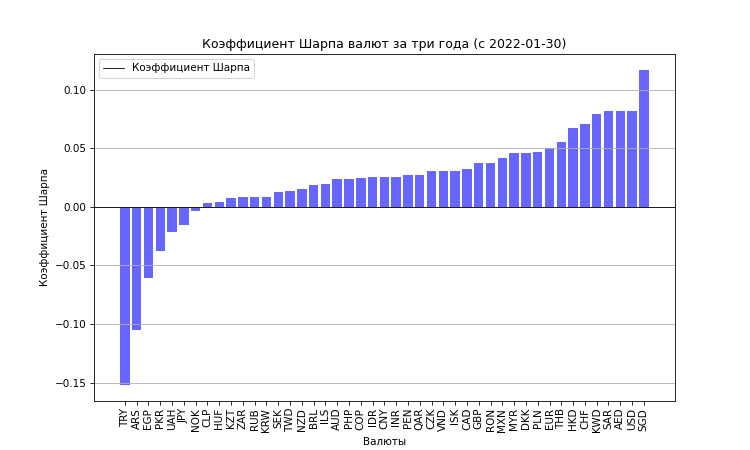 Коэффициент Шарпа валют за три года (с 2022-01-30)
Коэффициент Шарпа
0.10
0.05
0.00
−0.05
−0.10
−0.15
Коэффициент Шарпа
TRY
ARS
EGP
PKR
UAH
JPY
NOK
CLP
HUF
KZT
ZAR
RUB
KRW
SEK
TWD
NZD
BRL
ILS
AUD
PHP
COP
IDR
CNY
INR
PEN
QAR
CZK
VND
ISK
CAD
GBP
RON
MXN
MYR
DKK
PLN
EUR
THB
HKD
CHF
KWD
SAR
AED
USD
SGD
Валюты